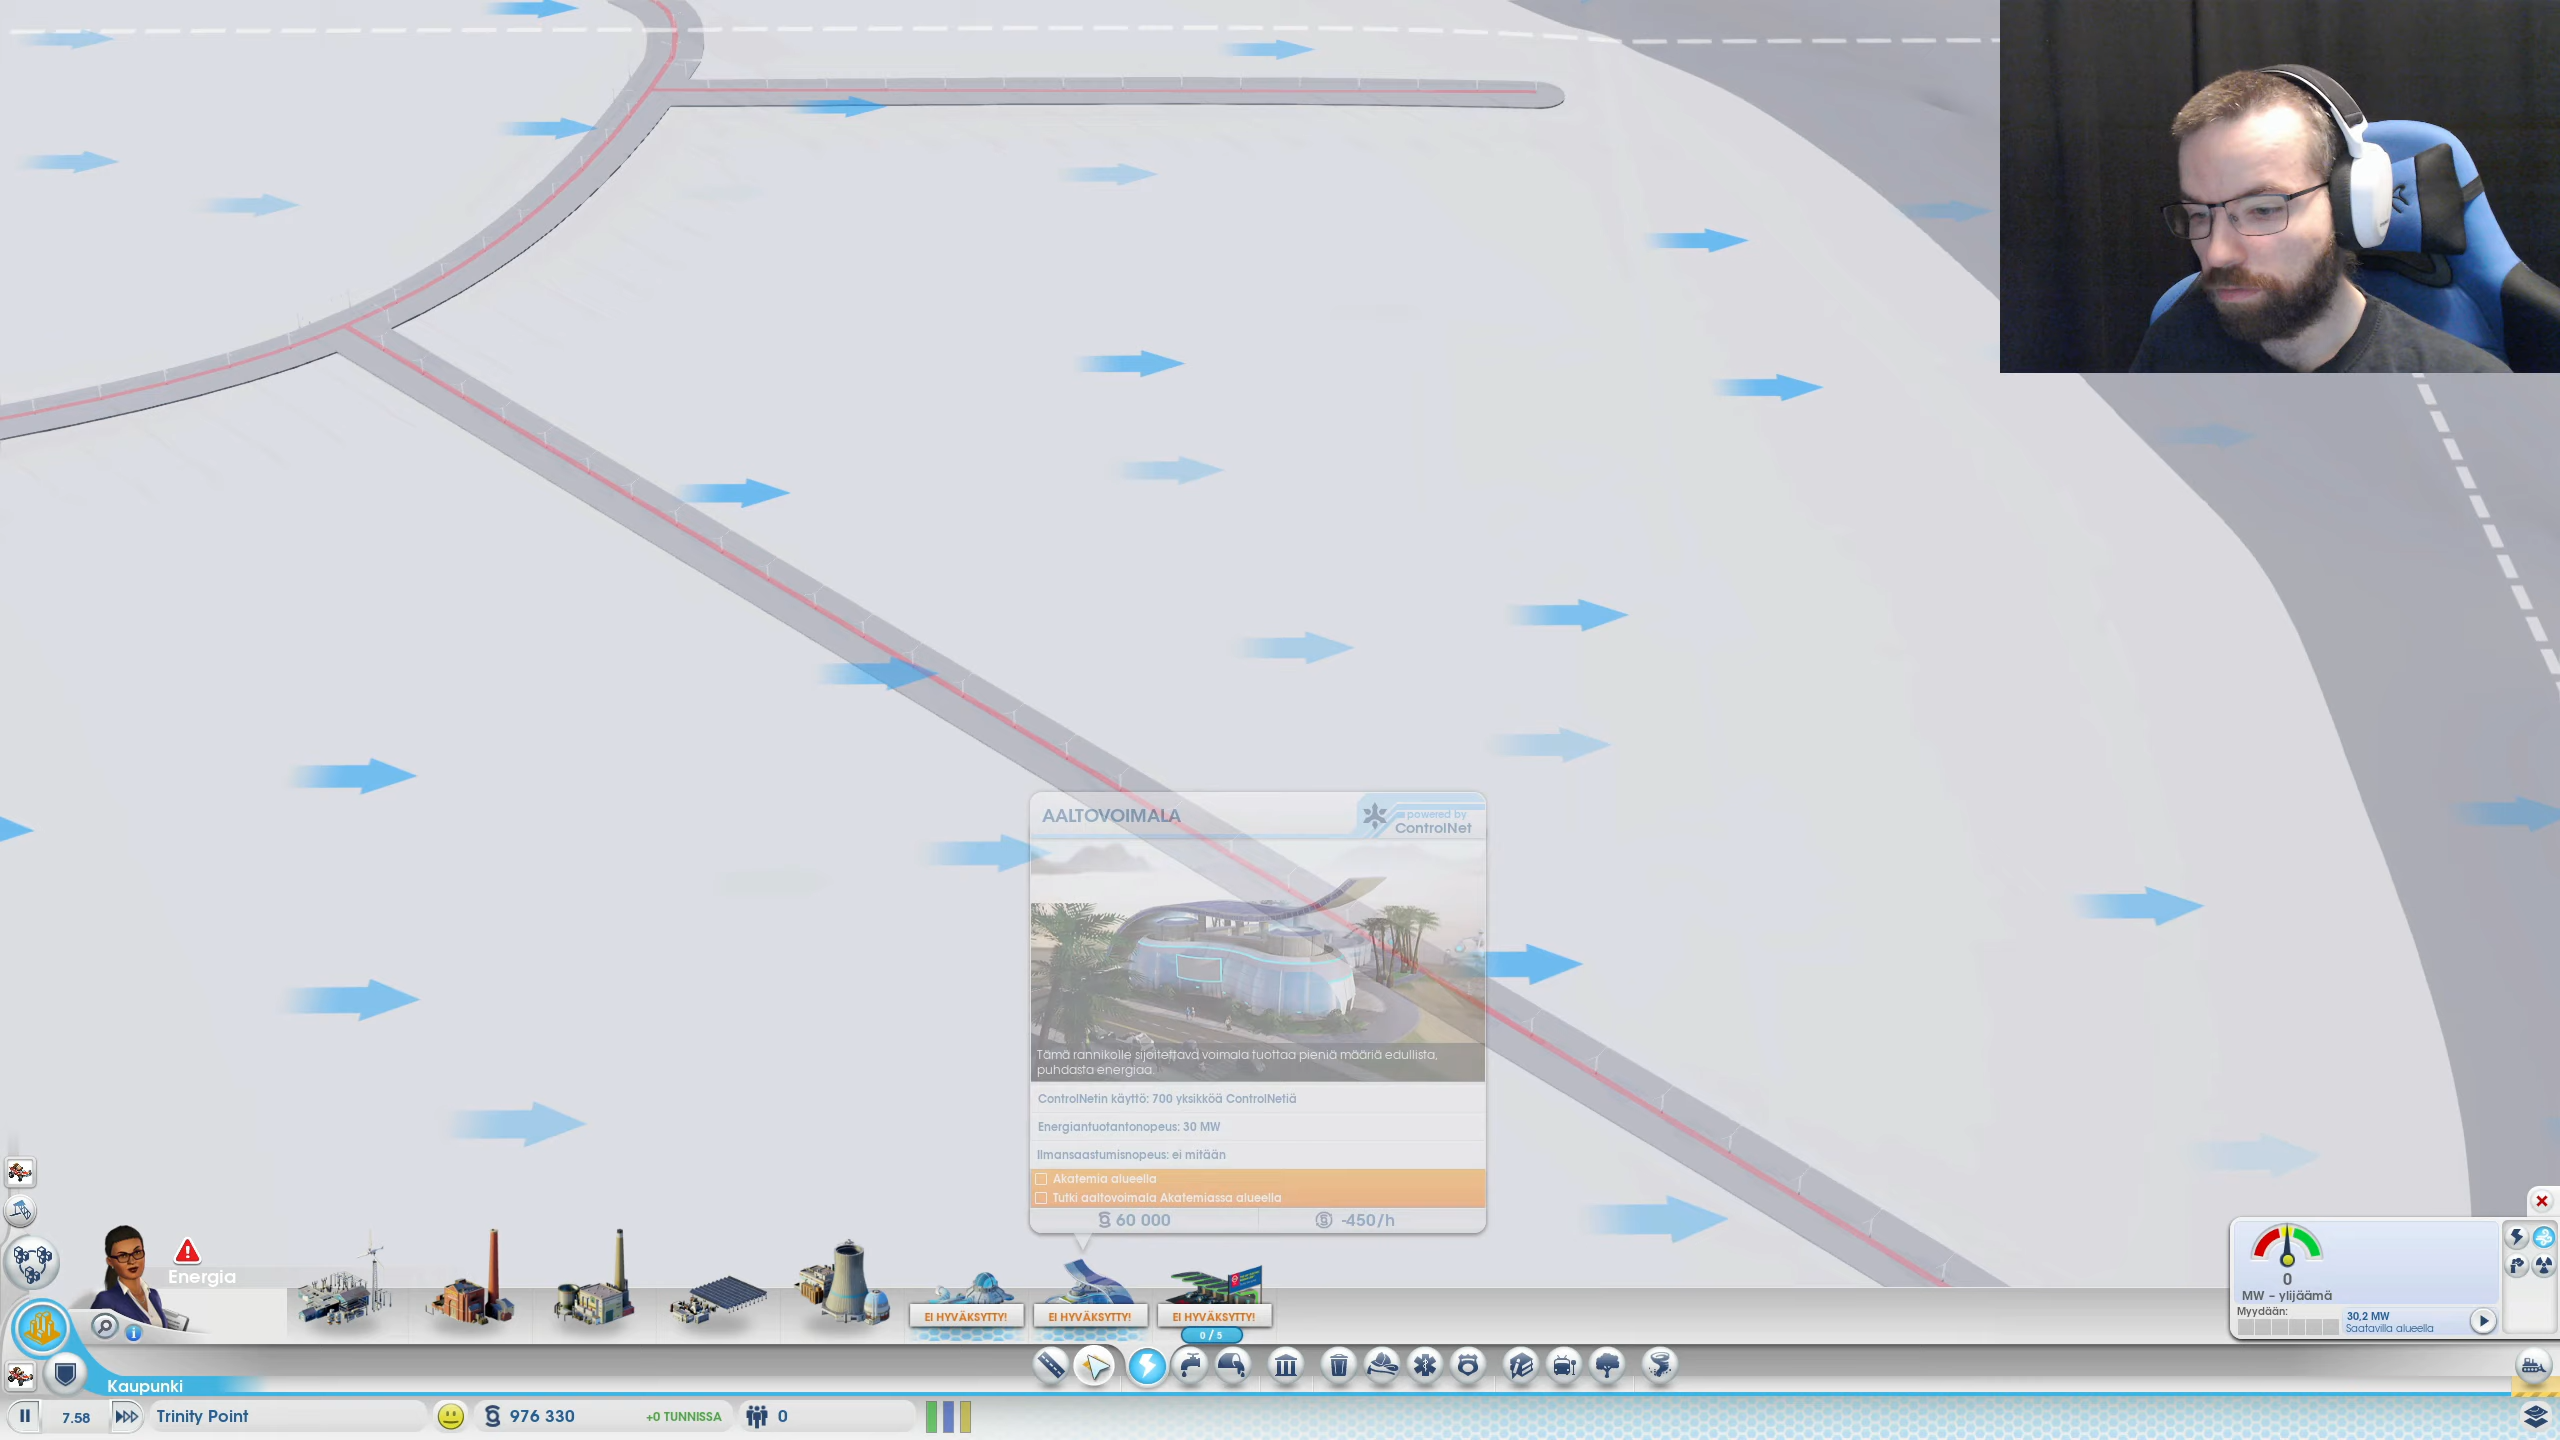 AALTOVOIMALA
powered by
ControlNet
Tämä rannikolle sijoitettava voimala tuottaa pieniä määriä edullista,
puhdasta energiaa.
ControlNetin käyttö: 700 yksikköä ControlNetiä
Energiantuotantonopeus: 30 MW
Ilmansaastumisnopeus: ei mitään
Akatemia alueella
Tutki aaltovoimala Akatemiassa alueella
60 000
-450/h
Energia
EI HYVÄKSYTTY!
EI HYVÄKSYTTY!
EI HYVÄKSYTTY!
0 / 5
0
MW – ylijäämä
Myydään:
30,2 MW
Saatavilla alueella
Kaupunki
7.58
Trinity Point
976 330
+0 TUNNISSA
0